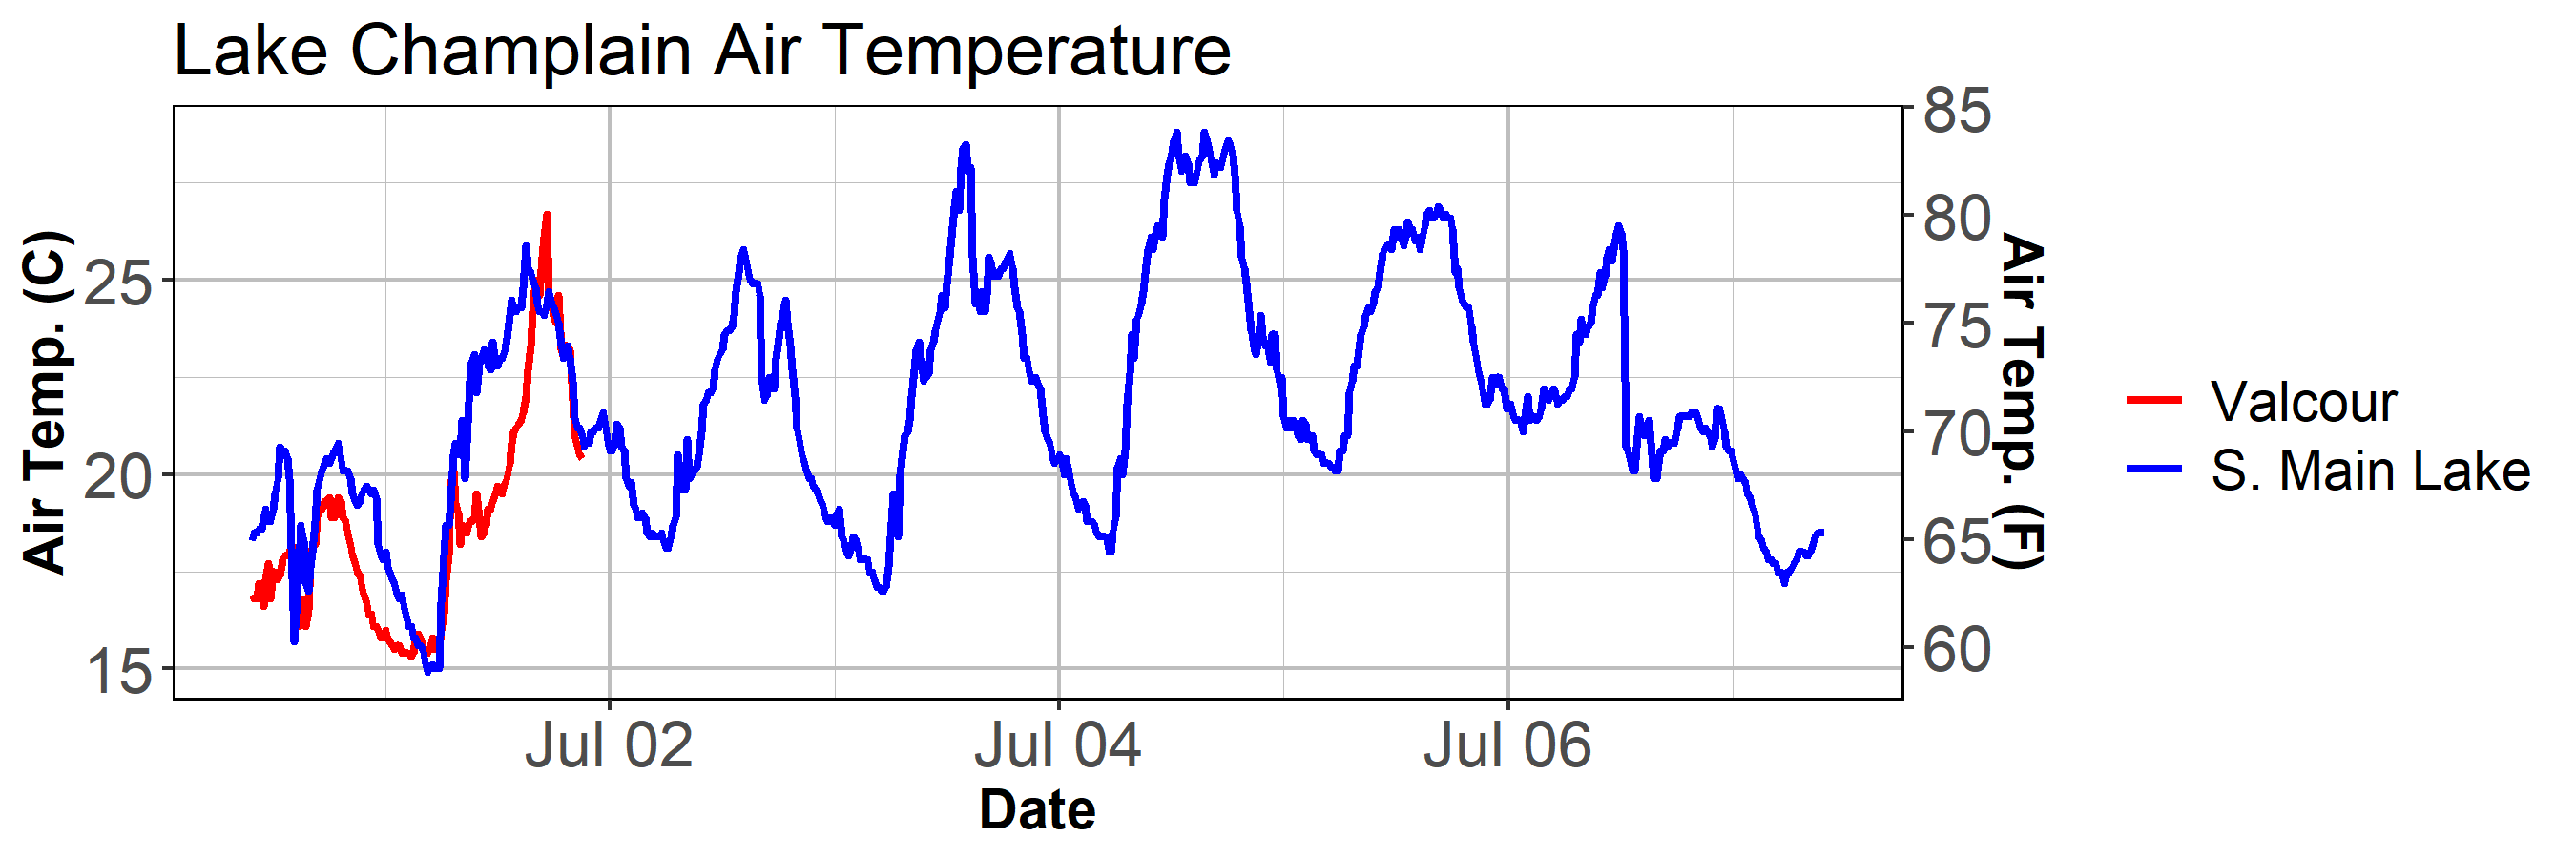 Lake Champlain Air Temperature
Air Temp. (C)
25
20
15
85
80
75
70
65
60
Air Temp. (F)
Jul 02
Jul 04
Jul 06
Date
Valcour
S. Main Lake